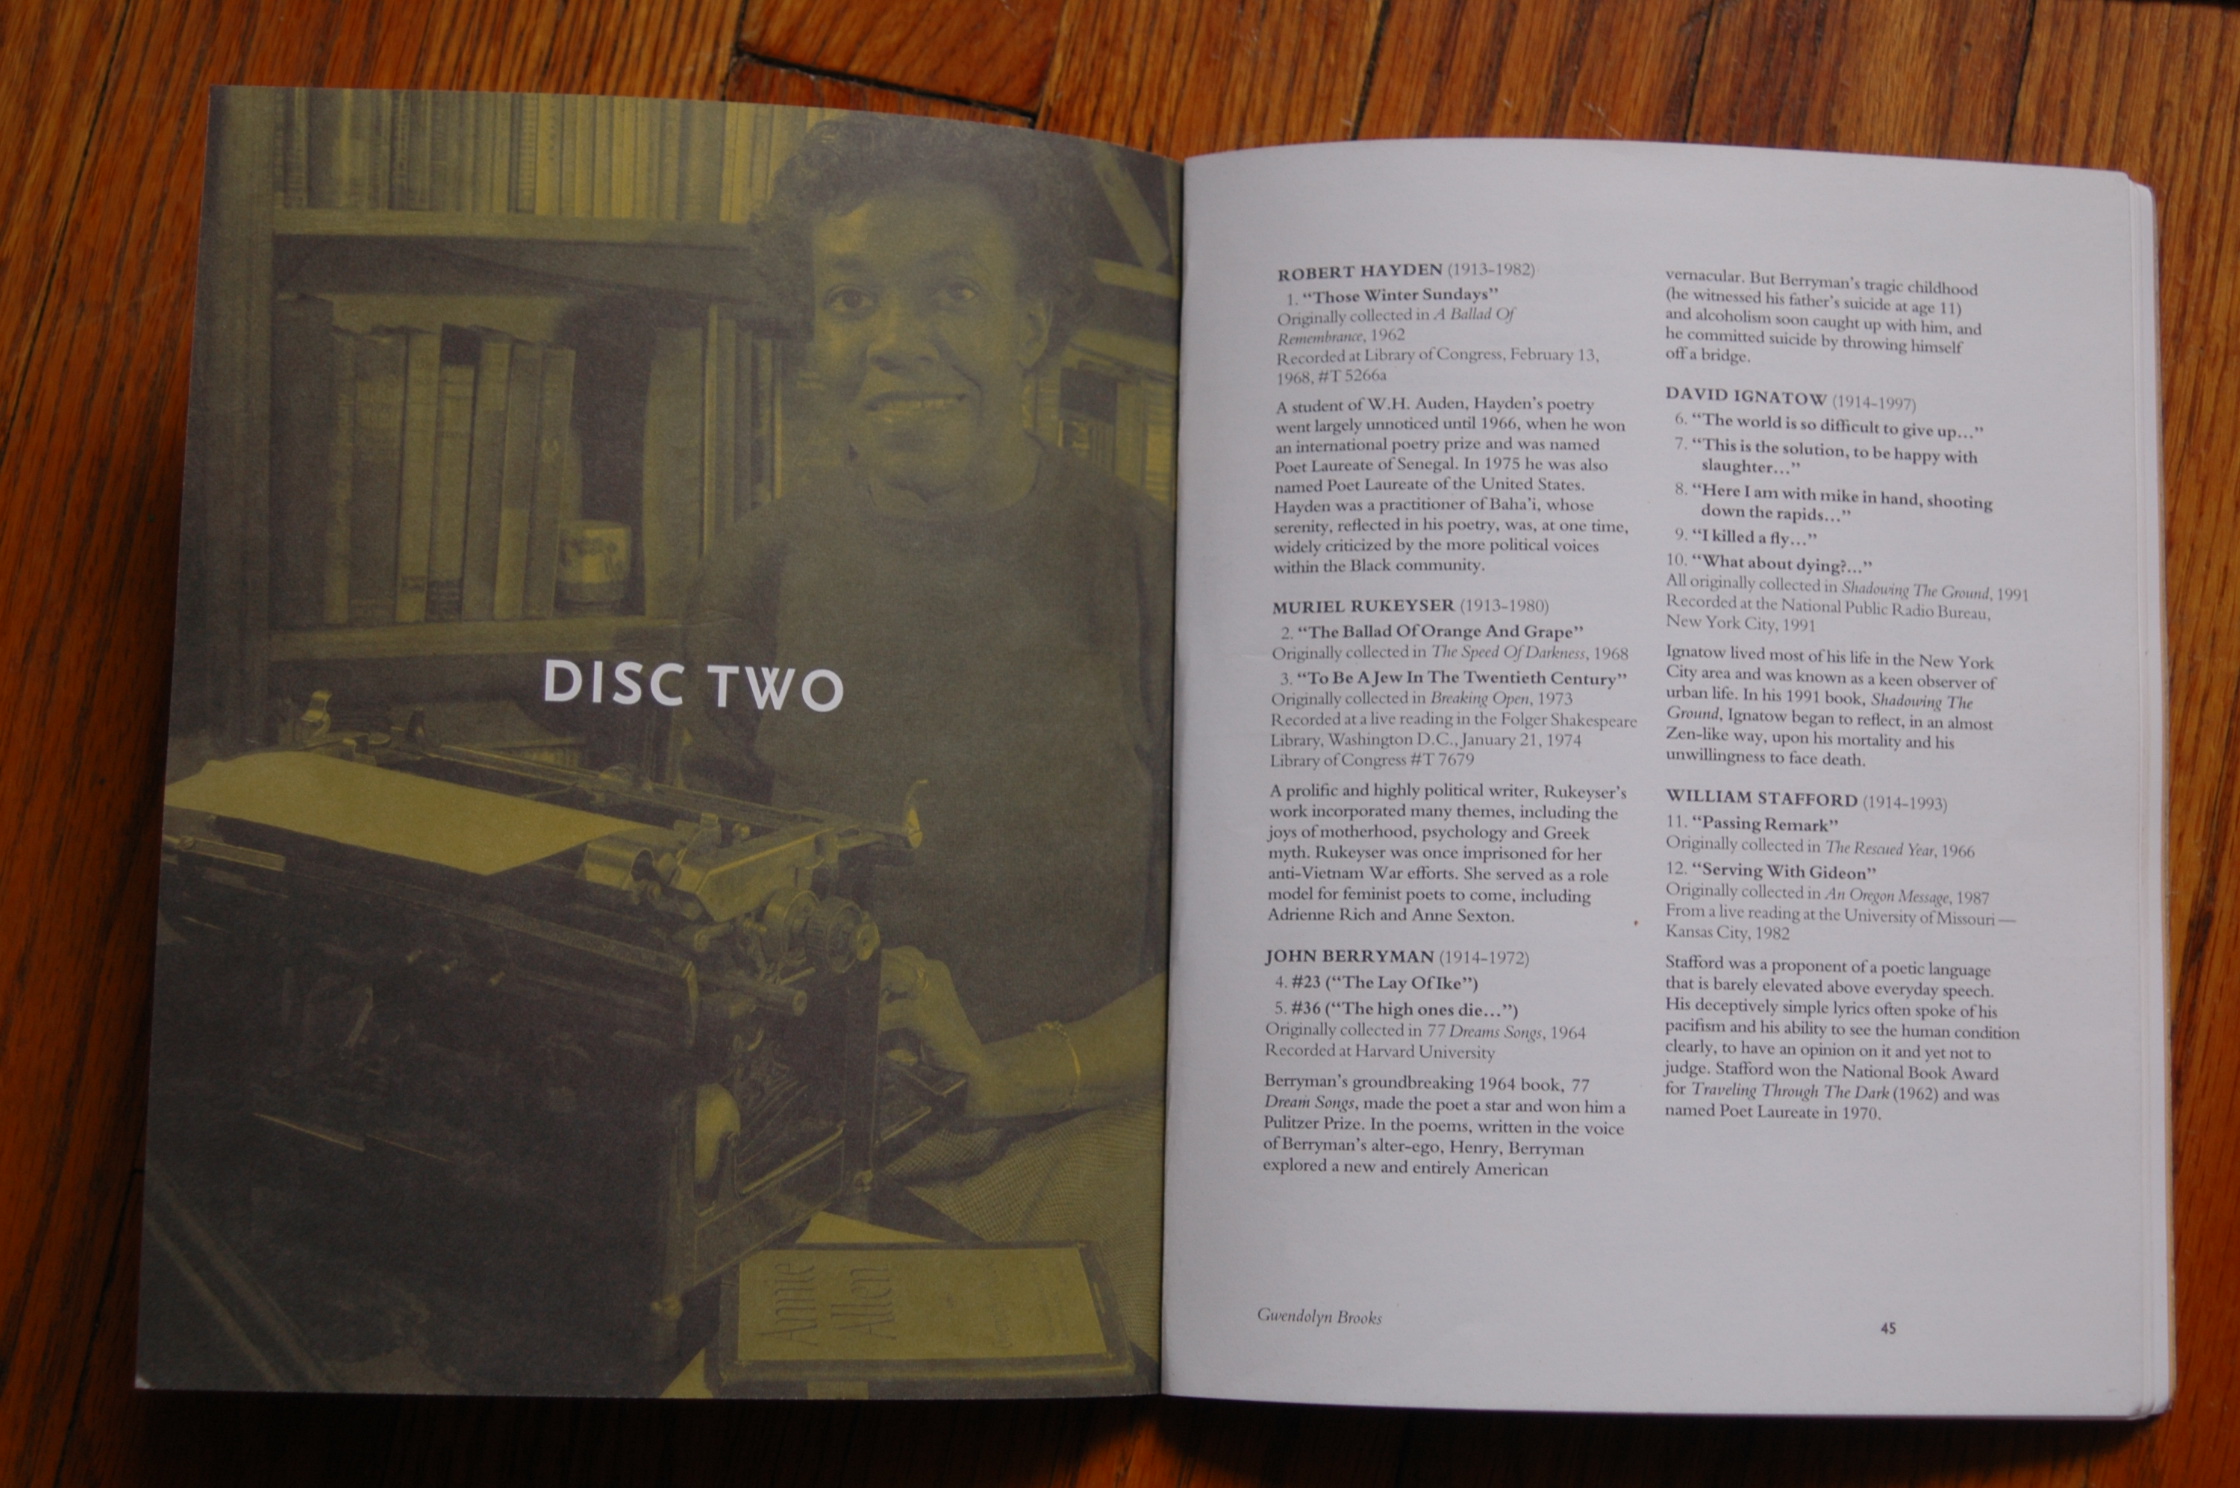 DISC TWO
Annie
Allen
ROBERT HAYDEN (1913–1982)
1. “Those Winter Sundays”
Originally collected in A Ballad Of
Remembrance, 1962
Recorded at Library of Congress, February 13,
1968, #T 5266a
A student of W.H. Auden, Hayden’s poetry
went largely unnoticed until 1966, when he won
an international poetry prize and was named
Poet Laureate of Senegal. In 1975 he was also
named Poet Laureate of the United States.
Hayden was a practitioner of Baha’i, whose
serenity, reflected in his poetry, was, at one time,
widely criticized by the more political voices
within the Black community.
MURIEL RUKEYSER (1913–1980)
2. “The Ballad Of Orange And Grape”
Originally collected in The Speed Of Darkness, 1968
3. “To Be A Jew In The Twentieth Century”
Originally collected in Breaking Open, 1973
Recorded at a live reading in the Folger Shakespeare
Library, Washington D.C., January 21, 1974
Library of Congress #T 7679
A prolific and highly political writer, Rukeyser’s
work incorporated many themes, including the
joys of motherhood, psychology and Greek
myth. Rukeyser was once imprisoned for her
anti-Vietnam War efforts. She served as a role
model for feminist poets to come, including
Adrienne Rich and Anne Sexton.
JOHN BERRYMAN (1914–1972)
4. #23 (“The Lay Of Ike”)
5. #36 (“The high ones die...”)
Originally collected in 77 Dreams Songs, 1964
Recorded at Harvard University
Berryman’s groundbreaking 1964 book, 77
Dream Songs, made the poet a star and won him a
Pulitzer Prize. In the poems, written in the voice
of Berryman’s alter-ego, Henry, Berryman
explored a new and entirely American
vernacular. But Berryman’s tragic childhood
(he witnessed his father’s suicide at age 11)
and alcoholism soon caught up with him, and
he committed suicide by throwing himself
off a bridge.
DAVID IGNATOW (1914–1997)
6. “The world is so difficult to give up...”
7. “This is the solution, to be happy with
slaughter...”
8. “Here I am with mike in hand, shooting
down the rapids...”
9. “I killed a fly...”
10. “What about dying?...”
All originally collected in Shadowing The Ground, 1991
Recorded at the National Public Radio Bureau,
New York City, 1991
Ignatow lived most of his life in the New York
City area and was known as a keen observer of
urban life. In his 1991 book, Shadowing The
Ground, Ignatow began to reflect, in an almost
Zen-like way, upon his mortality and his
unwillingness to face death.
WILLIAM STAFFORD (1914–1993)
11. “Passing Remark”
Originally collected in The Rescued Year, 1966
12. “Serving With Gideon”
Originally collected in An Oregon Message, 1987
From a live reading at the University of Missouri—
Kansas City, 1982
Stafford was a proponent of a poetic language
that is barely elevated above everyday speech.
His deceptively simple lyrics often spoke of his
pacifism and his ability to see the human condition
clearly, to have an opinion on it and yet not to
judge. Stafford won the National Book Award
for Traveling Through The Dark (1962) and was
named Poet Laureate in 1970.
Gwendolyn Brooks
45